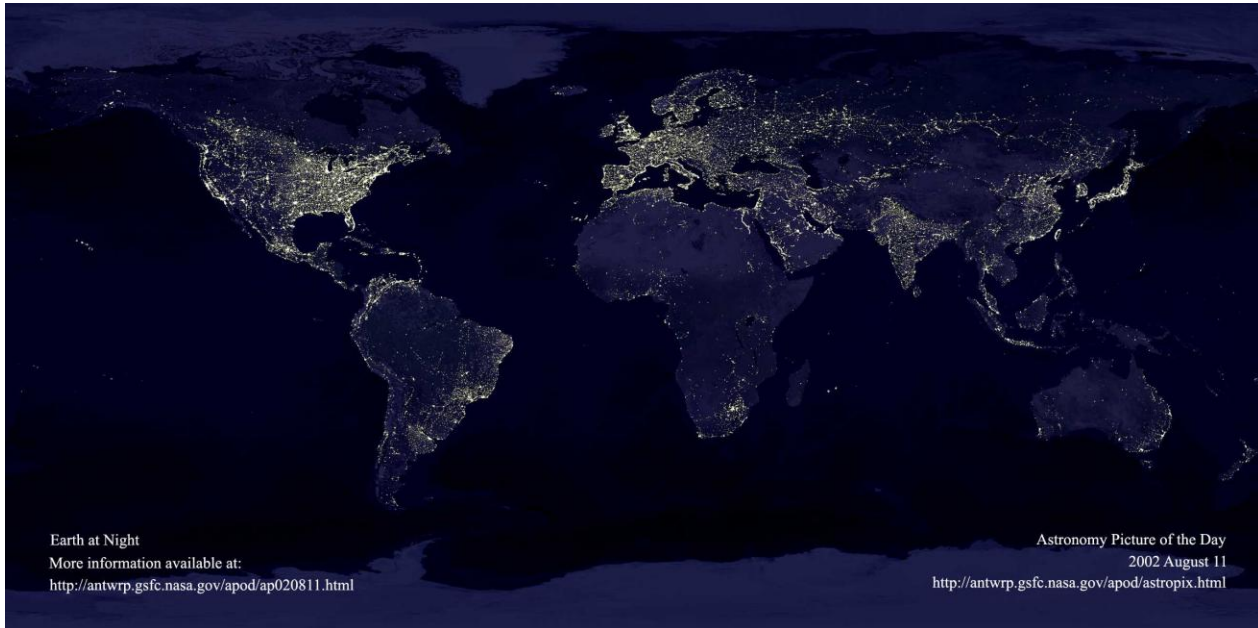 Earth at Night
More information available at:
http://antwrp.gsfc.nasa.gov/apod/ap020811.html
Astronomy Picture of the Day
2002 August 11
http://antwrp.gsfc.nasa.gov/apod/astropix.html